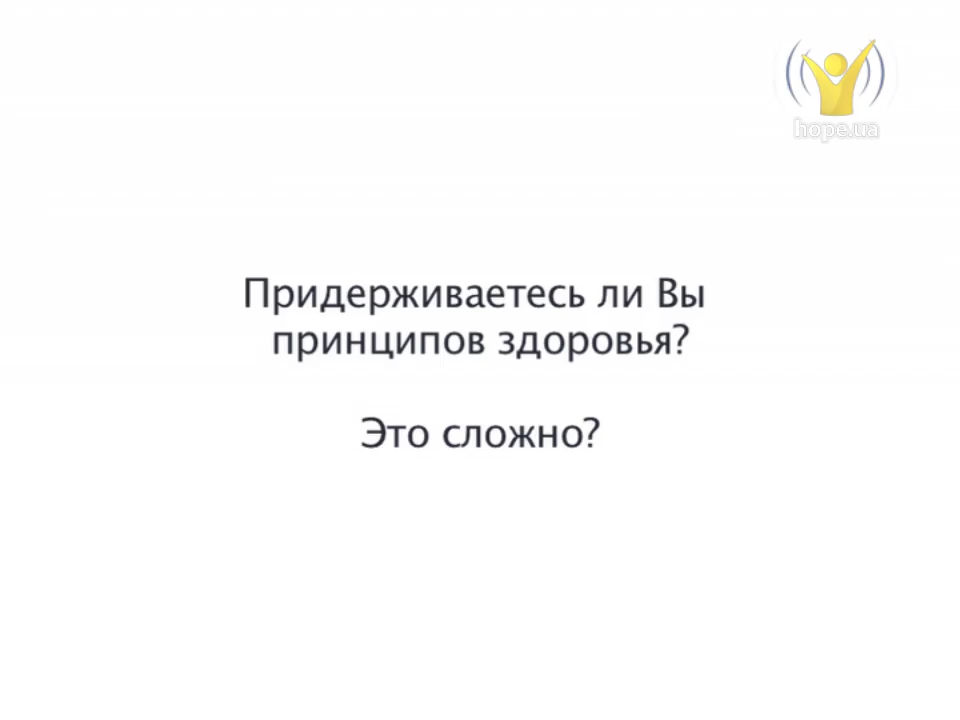 hope.ua
Придерживаетесь ли Вы
принципов здоровья?
Это сложно?